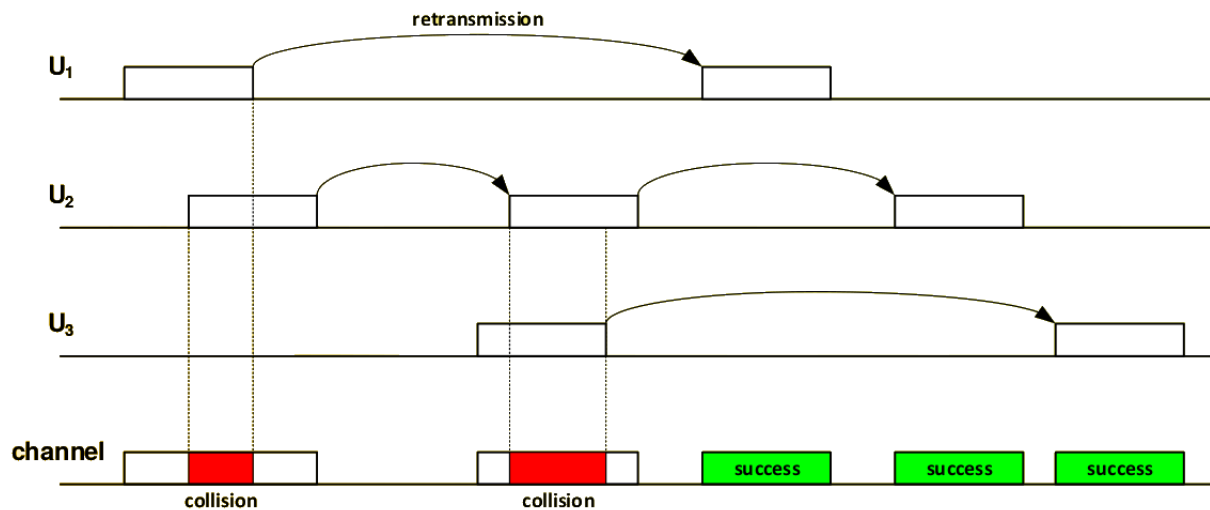 retransmission
U₁
U₂
U₃
channel
success
success
success
collision
collision